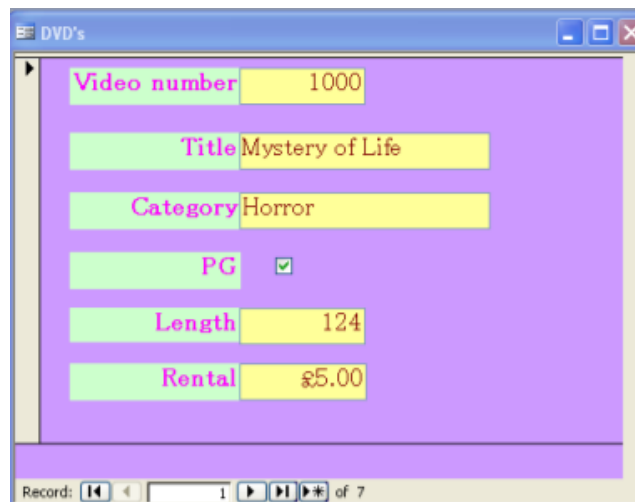 DVD's
Video number 1000
Title Mystery of Life
Category Horror
PG
Length 124
Rental £5.00
Record: 1 of 7